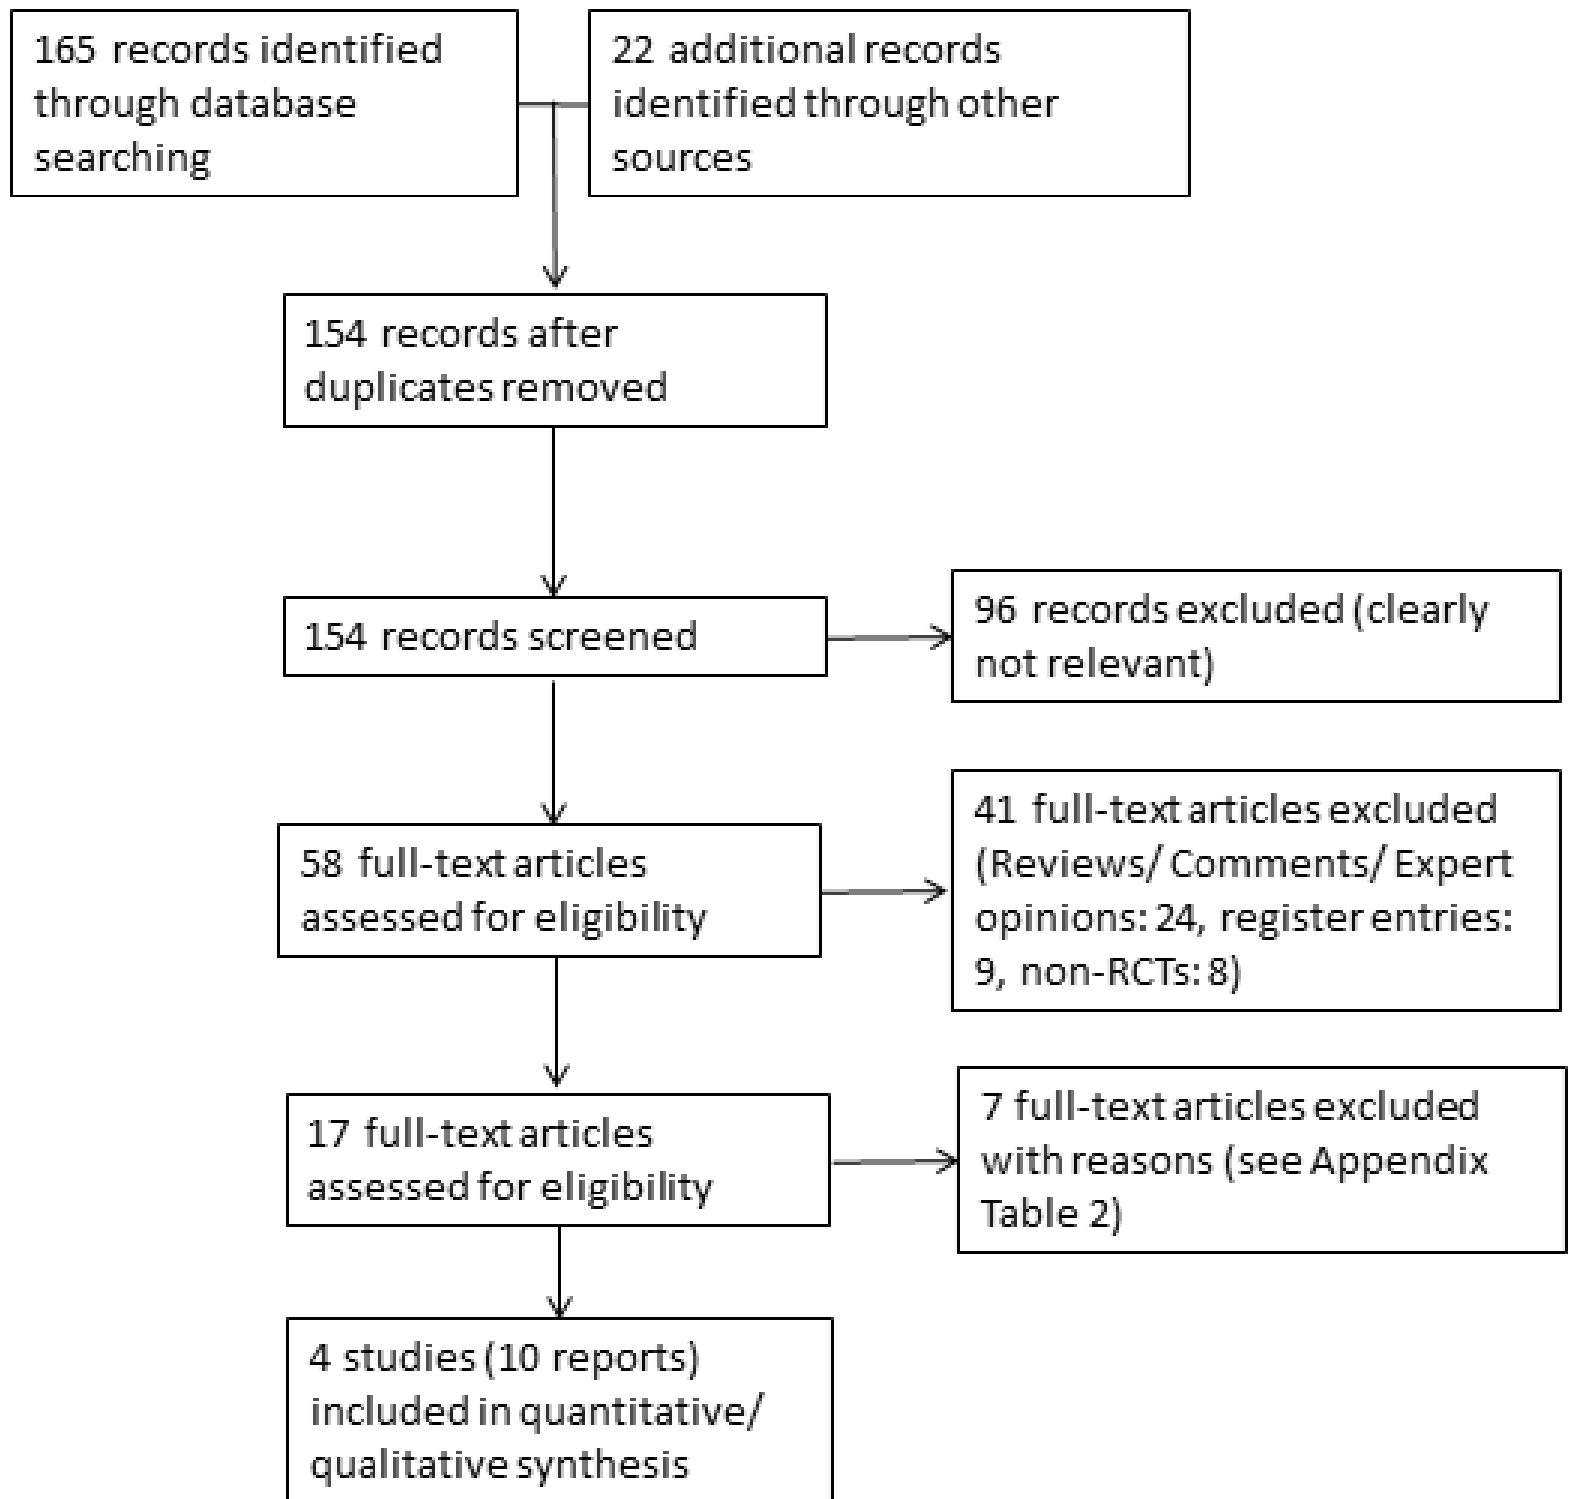 165 records identified
through database
searching
22 additional records
identified through other
sources
154 records after
duplicates removed
154 records screened
96 records excluded (clearly
not relevant)
58 full-text articles
assessed for eligibility
41 full-text articles excluded
(Reviews/ Comments/ Expert
opinions: 24, register entries:
9, non-RCTs: 8)
17 full-text articles
assessed for eligibility
7 full-text articles excluded
with reasons (see Appendix
Table 2)
4 studies (10 reports)
included in quantitative/
qualitative synthesis